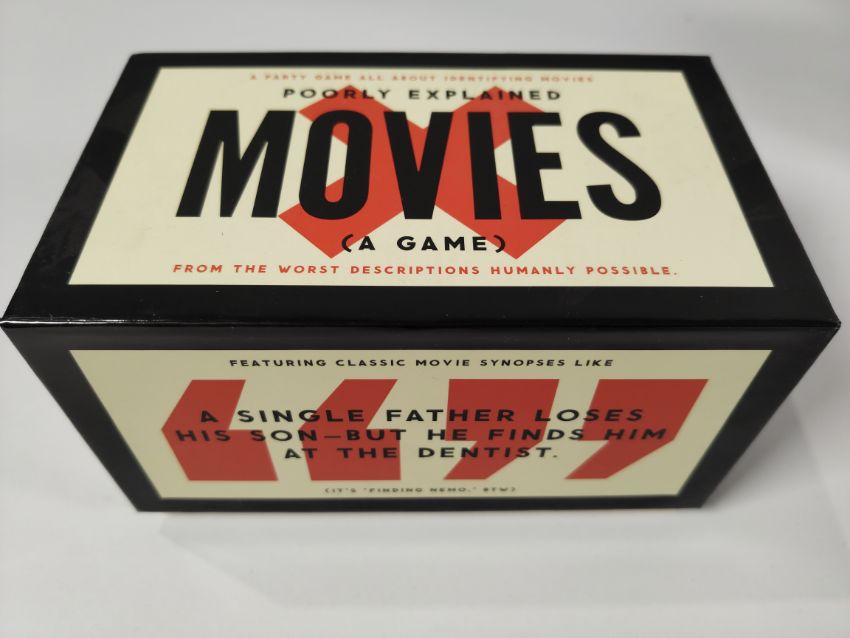 A PARTY GAME ALL ABOUT IDENTIFYING MOVIES
POORLY EXPLAINED
MOVIES
(A GAME)
FROM THE WORST DESCRIPTIONS HUMANLY POSSIBLE.
FEATURING CLASSIC MOVIE SYNOPSES LIKE
A SINGLE FATHER LOSES
HIS SON—BUT HE FINDS HIM
AT THE DENTIST.
(IT'S "FINDING NEMO," BTW)